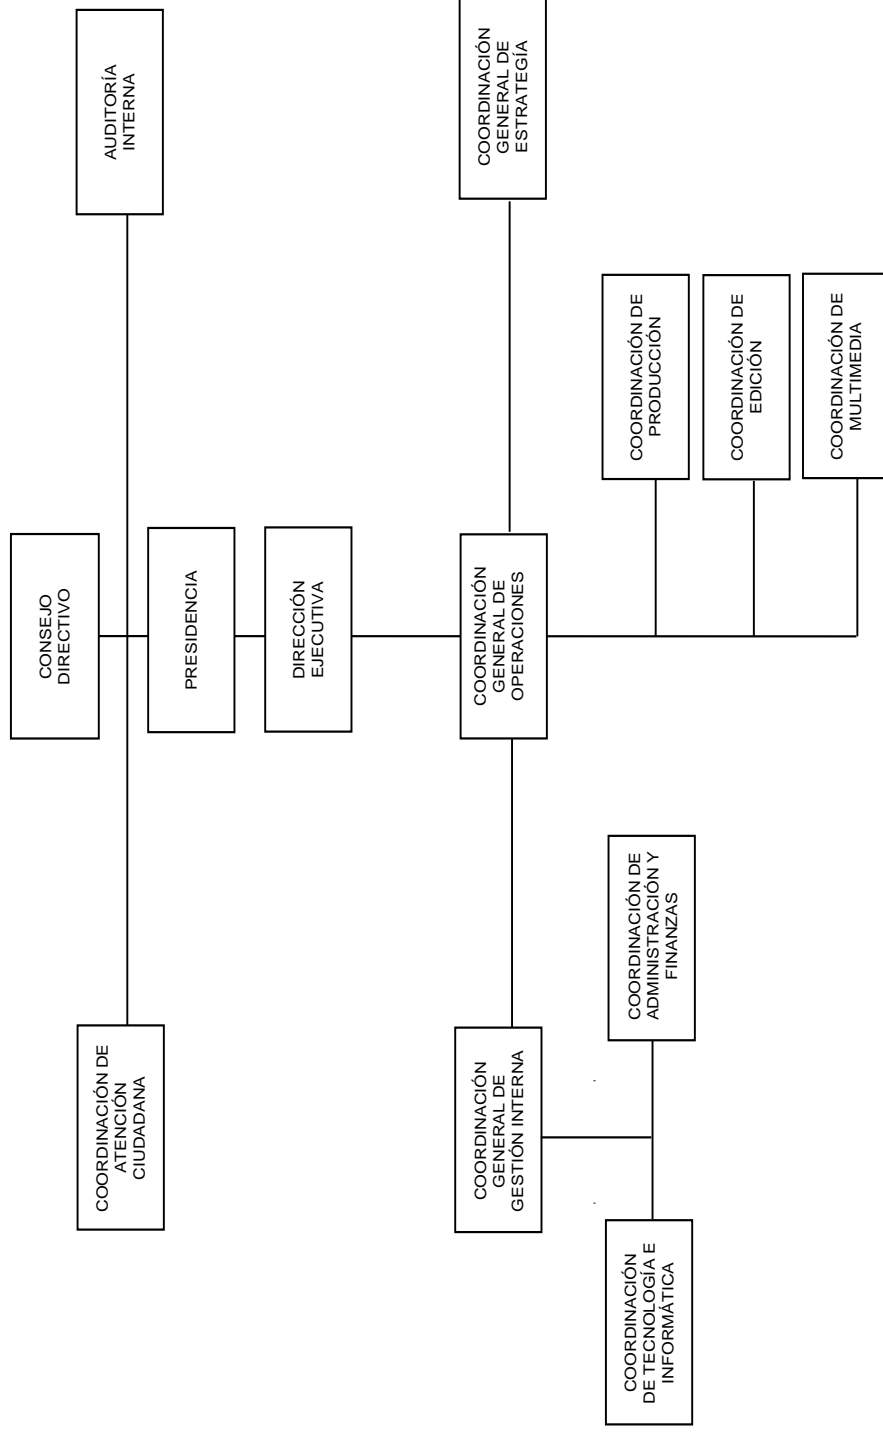 CONSEJO
DIRECTIVO
COORDINACIÓN DE
ATENCIÓN
CIUDADANA
AUDITORÍA
INTERNA
PRESIDENCIA
DIRECCIÓN
EJECUTIVA
COORDINACIÓN
GENERAL DE
GESTIÓN INTERNA
COORDINACIÓN
GENERAL DE
OPERACIONES
COORDINACIÓN
GENERAL DE
ESTRATEGÍA
COORDINACIÓN
DE TECNOLOGÍA E
INFORMÁTICA
COORDINACIÓN DE
ADMINISTRACIÓN Y
FINANZAS
COORDINACIÓN DE
PRODUCCIÓN
COORDINACIÓN DE
EDICIÓN
COORDINACIÓN DE
MULTIMEDIA